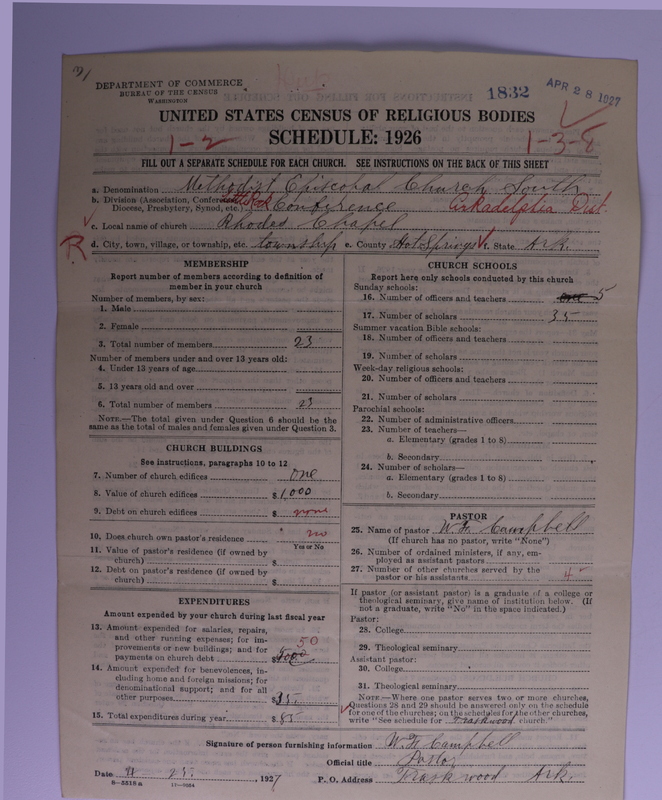 DEPARTMENT OF COMMERCE
BUREAU OF THE CENSUS
WASHINGTON
1832
APR 28 1927
UNITED STATES CENSUS OF RELIGIOUS BODIES
SCHEDULE: 1926
1-2
1-3-8
FILL OUT A SEPARATE SCHEDULE FOR EACH CHURCH. SEE INSTRUCTIONS ON THE BACK OF THIS SHEET
a. Denomination Methodist Episcopal Church South
b. Division (Association, Conference, Little Rock Conference Arkadelphia Dist.
Diocese, Presbytery, Synod, etc.)
c. Local name of church Rhodes Chapel
R d. City, town, village, or township, etc. township e. County Hot Springs f. State Ark.
MEMBERSHIP
Report number of members according to definition of
member in your church
Number of members, by sex:
1. Male
2. Female
3. Total number of members 23
Number of members under and over 13 years old:
4. Under 13 years of age
5. 13 years old and over
6. Total number of members 23
NOTE.—The total given under Question 6 should be the
same as the total of males and females given under Question 3.
CHURCH BUILDINGS
See instructions, paragraphs 10 to 12
7. Number of church edifices one
8. Value of church edifices $1,000
9. Debt on church edifices $ none
10. Does church own pastor's residence? no
Yes or No
11. Value of pastor's residence (if owned by
church) $
12. Debt on pastor's residence (if owned by
church) $
EXPENDITURES
Amount expended by your church during last fiscal year
13. Amount expended for salaries, repairs,
and other running expenses; for im-
provements or new buildings; and for 50
payments on church debt $
14. Amount expended for benevolences, in-
cluding home and foreign missions; for
denominational support; and for all
other purposes $35.
15. Total expenditures during year $85
CHURCH SCHOOLS
Report here only schools conducted by this church
Sunday schools:
16. Number of officers and teachers 5
17. Number of scholars 35
Summer vacation Bible schools:
18. Number of officers and teachers
19. Number of scholars
Week-day religious schools:
20. Number of officers and teachers
21. Number of scholars
Parochial schools:
22. Number of administrative officers
23. Number of teachers—
a. Elementary (grades 1 to 8)
b. Secondary
24. Number of scholars—
a. Elementary (grades 1 to 8)
b. Secondary
PASTOR
25. Name of pastor Campbell
(If church has no pastor, write "None")
26. Number of ordained ministers, if any, em-
ployed as assistant pastors
27. Number of other churches served by the
pastor or his assistants 4
If pastor (or assistant pastor) is a graduate of a college or
theological seminary, give name of institution below. (If
not a graduate, write "No" in the space indicated.)
Pastor:
28. College
29. Theological seminary
Assistant pastor:
30. College
31. Theological seminary
NOTE.—Where one pastor serves two or more churches,
Questions 28 and 29 should be answered only on the schedule
for one of the churches; on the schedules for the other churches,
write "See schedule for Traskwood church."
Signature of person furnishing information Campbell
Official title Pastor
Date 25, 1927 P. O. Address Traskwood Ark.
8—5518 a